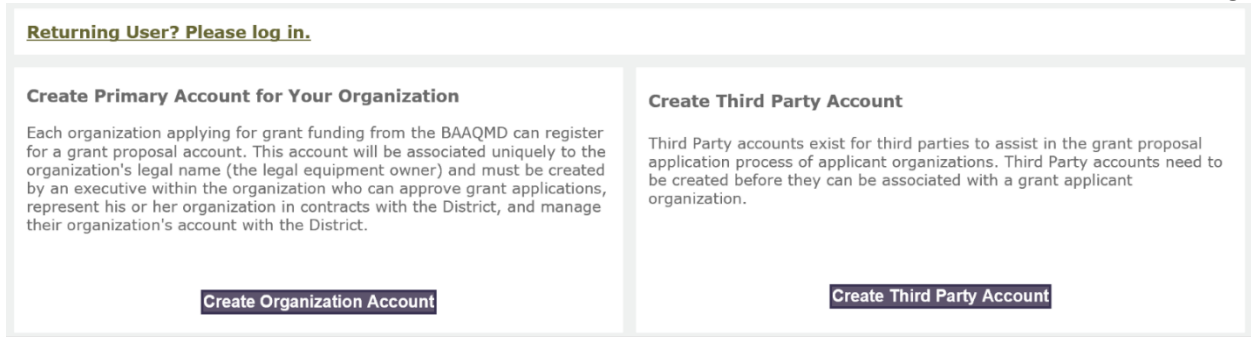 Returning User? Please log in.
Create Primary Account for Your Organization
Each organization applying for grant funding from the BAAQMD can register
for a grant proposal account. This account will be associated uniquely to the
organization's legal name (the legal equipment owner) and must be created
by an executive within the organization who can approve grant applications,
represent his or her organization in contracts with the District, and manage
their organization's account with the District.
Create Organization Account
Create Third Party Account
Third Party accounts exist for third parties to assist in the grant proposal
application process of applicant organizations. Third Party accounts need to
be created before they can be associated with a grant applicant
organization.
Create Third Party Account